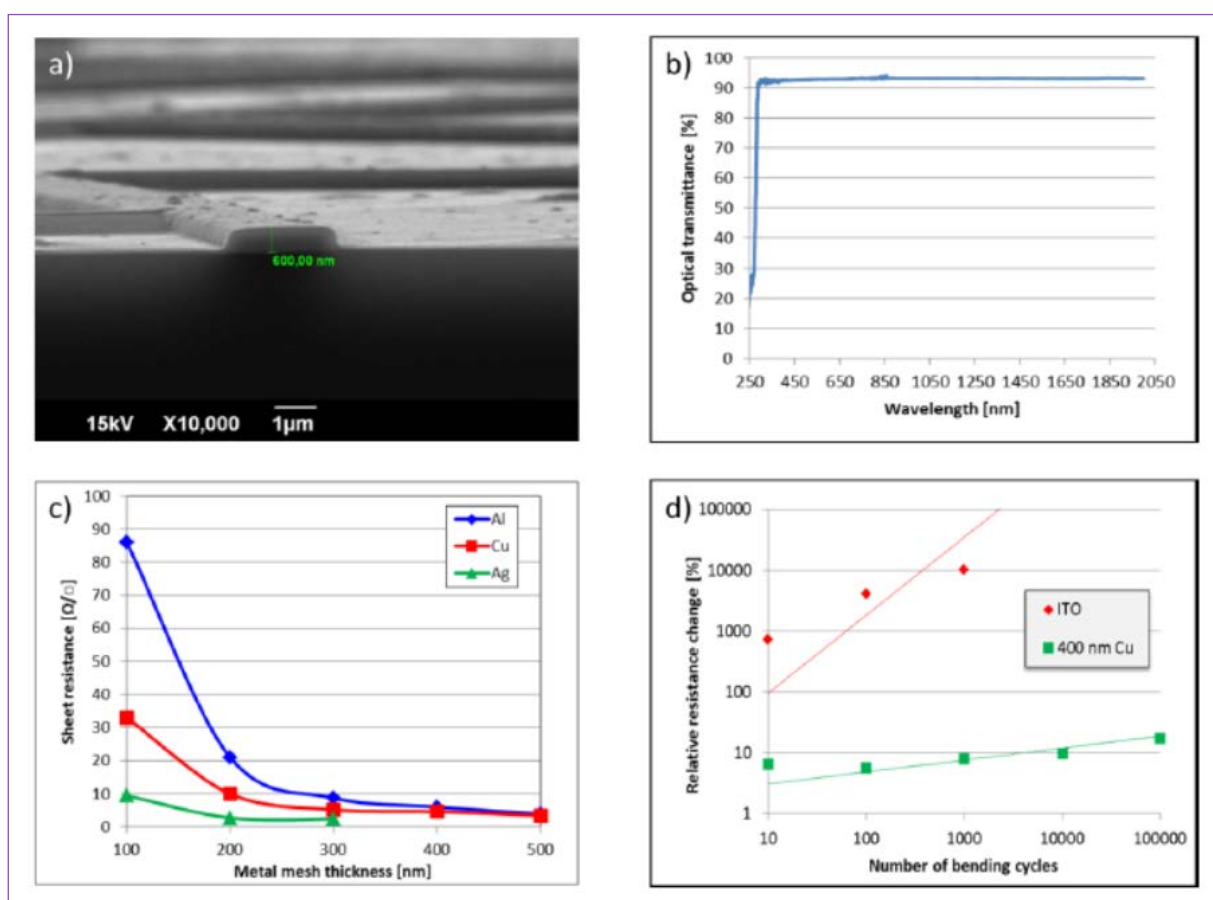 a)
600,00 nm
15kV X10,000 1µm
b)
Optical transmittance [%]
100
90
80
70
60
50
40
30
20
10
0
250 450 650 850 1050 1250 1450 1650 1850 2050
Wavelength [nm]
c)
Sheet resistance [Ω/□]
100
90
80
70
60
50
40
30
20
10
0
Al
Cu
Ag
100 200 300 400 500
Metal mesh thickness [nm]
d)
Relative resistance change [%]
100000
10000
1000
100
10
1
ITO
400 nm Cu
10 100 1000 10000 100000
Number of bending cycles